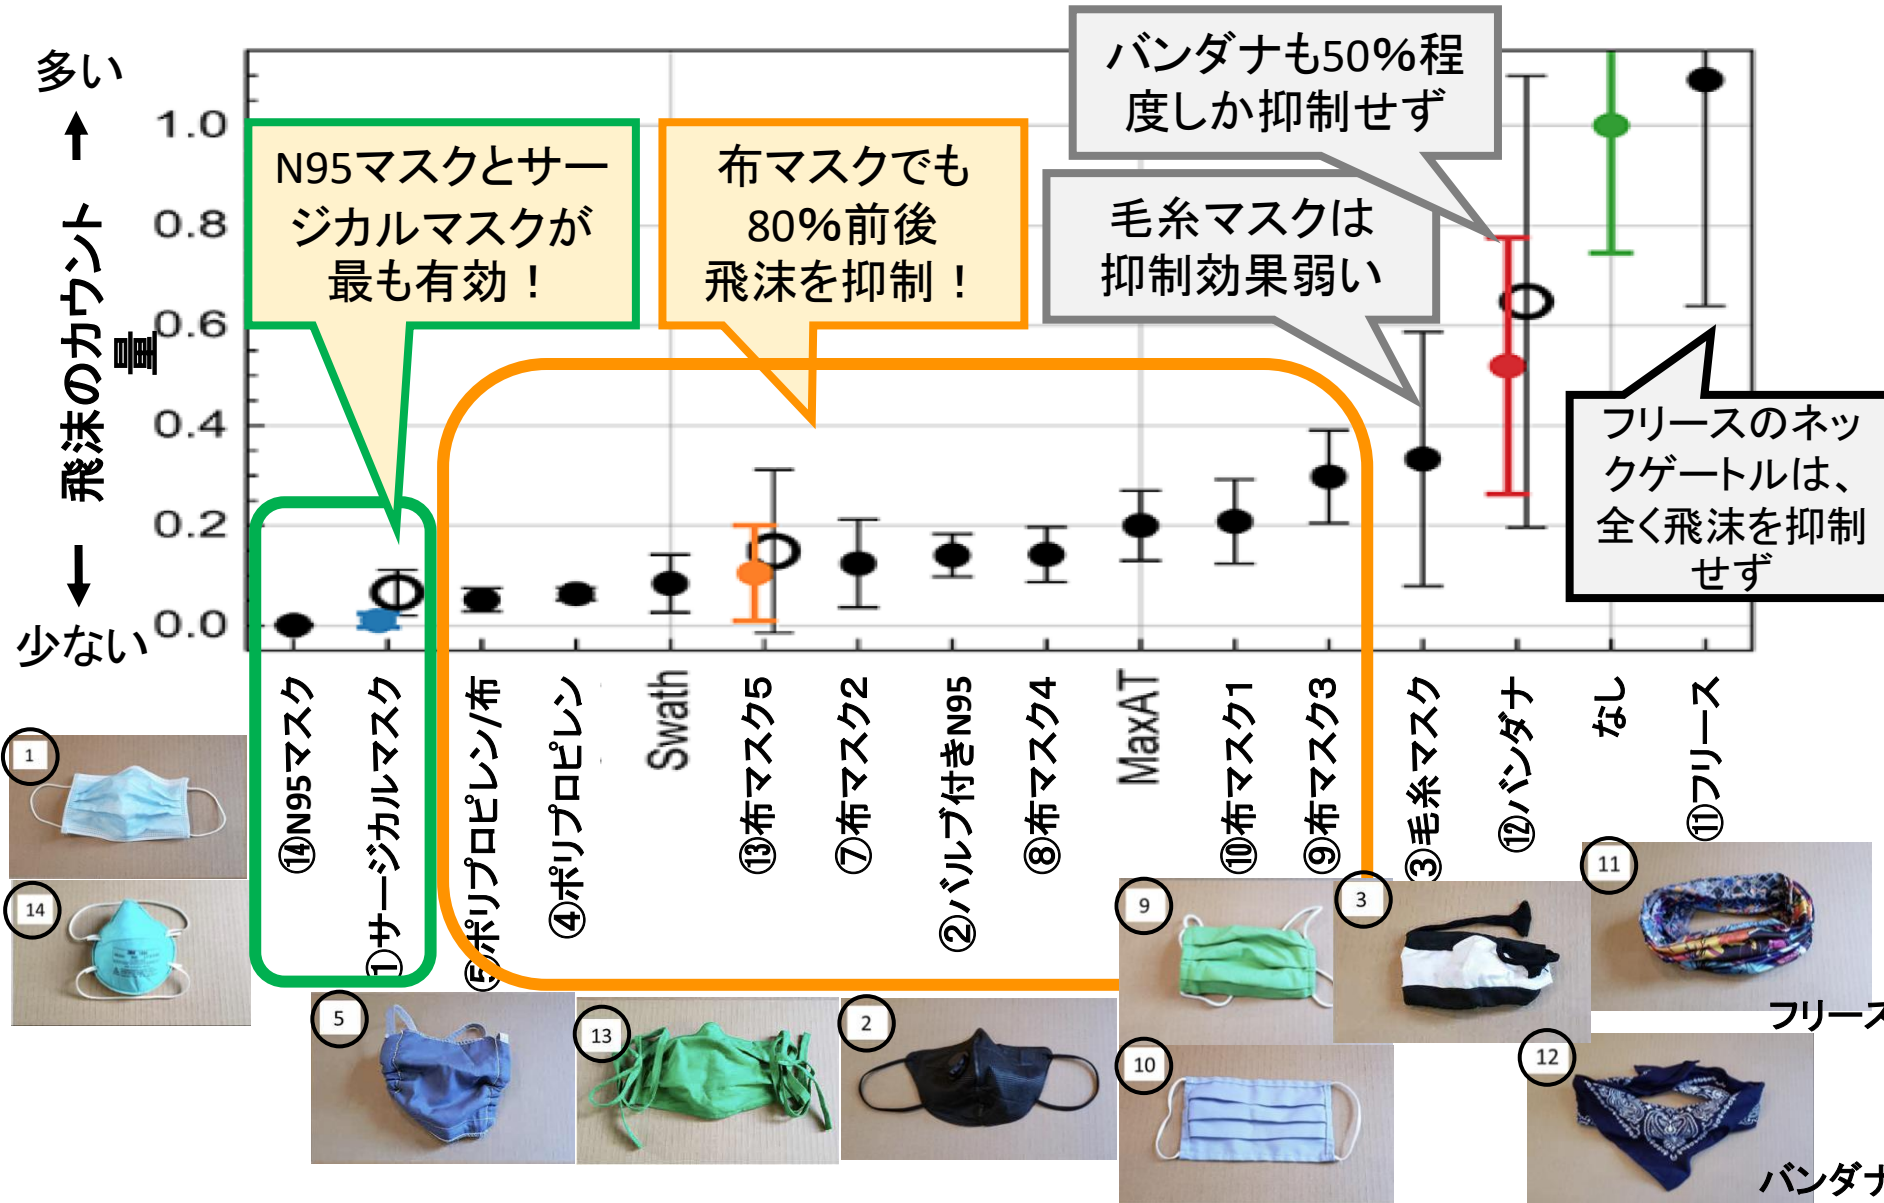 多い
飛沫のカウント
量
少ない
1.0
0.8
0.6
0.4
0.2
0.0
N95マスクとサー
ジカルマスクが
最も有効！
布マスクでも
80%前後
飛沫を抑制！
バンダナも50%程
度しか抑制せず
毛糸マスクは
抑制効果弱い
フリースのネッ
クゲートルは、
全く飛沫を抑制
せず
⑭N95マスク
①サージカルマスク
⑤ポリプロピレン/布
④ポリプロピレン
Swath
⑬布マスク5
⑦布マスク2
②バルブ付きN95
⑧布マスク4
MaxAT
⑩布マスク1
⑨布マスク3
③毛糸マスク
⑫バンダナ
なし
⑪フリース
1
14
5
13
2
9
10
3
11
フリース
12
バンダナ